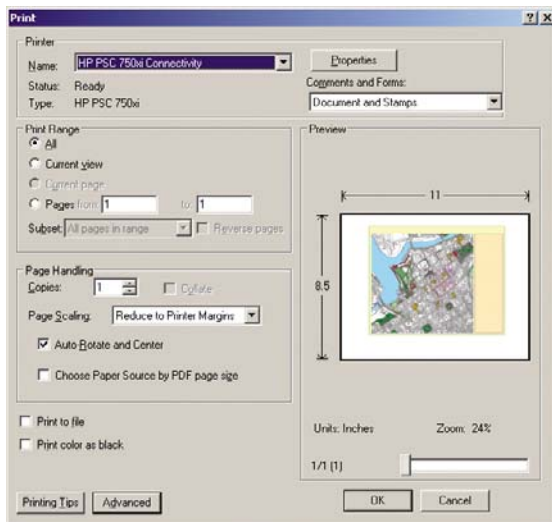 Print
Printer
Name: HP PSC 750xi Connectivity
Properties
Status: Ready
Comments and Forms:
Type: HP PSC 750xi
Document and Stamps
Print Range
All
Current view
Current page
Pages from: 1 to: 1
Subset: All pages in range Reverse pages
Page Handling
Copies: 1 Collate
Page Scaling: Reduce to Printer Margins
Auto-Rotate and Center
Choose Paper Source by PDF page size
Print to file
Print color as black
Preview
11
8.5
Units: Inches Zoom: 24%
1/1 (1)
Printing Tips Advanced OK Cancel